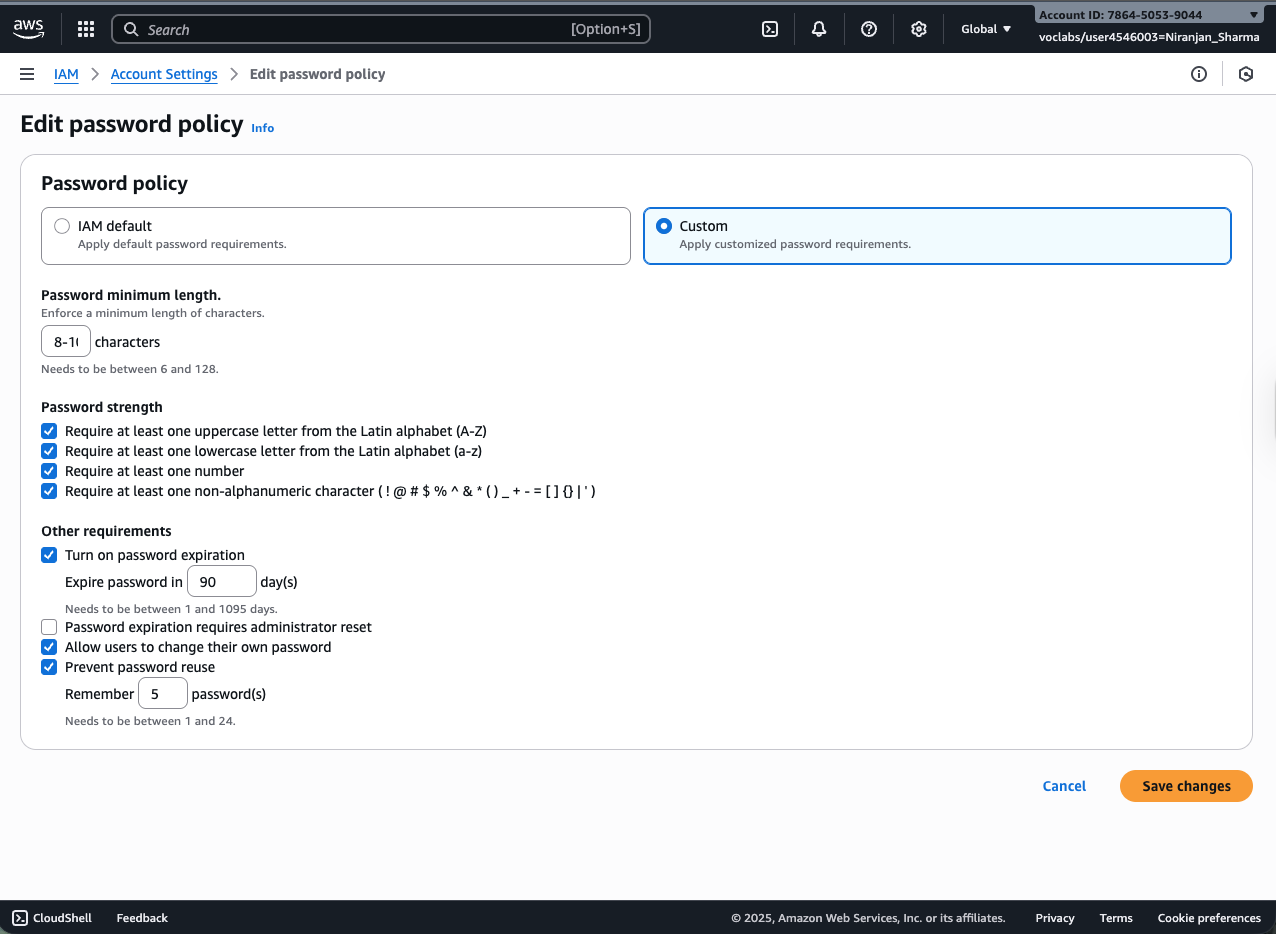 aws
Search [Option+S]
Global
Account ID: 7864-5053-9044
voclabs/user4546003=Niranjan_Sharma
IAM > Account Settings > Edit password policy
Edit password policy Info
Password policy
IAM default
Apply default password requirements.
Custom
Apply customized password requirements.
Password minimum length.
Enforce a minimum length of characters.
8-1 characters
Needs to be between 6 and 128.
Password strength
Require at least one uppercase letter from the Latin alphabet (A-Z)
Require at least one lowercase letter from the Latin alphabet (a-z)
Require at least one number
Require at least one non-alphanumeric character ( ! @ # $ % ^ & * ( ) _ + - = [ ] {} | ' )
Other requirements
Turn on password expiration
Expire password in 90 day(s)
Needs to be between 1 and 1095 days.
Password expiration requires administrator reset
Allow users to change their own password
Prevent password reuse
Remember 5 password(s)
Needs to be between 1 and 24.
Cancel Save changes
CloudShell Feedback © 2025, Amazon Web Services, Inc. or its affiliates. Privacy Terms Cookie preferences